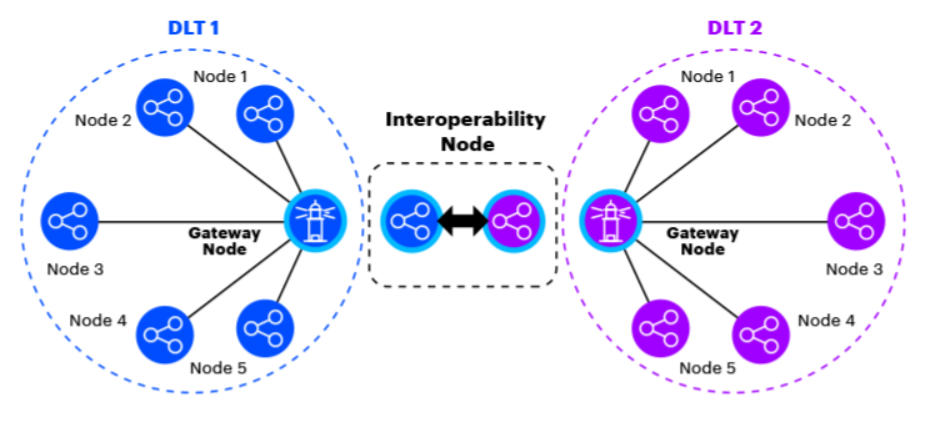 DLT 1
DLT 2
Node 1
Node 2
Node 3
Gateway
Node
Node 4
Node 5
Interoperability
Node
Node 1
Node 2
Gateway
Node
Node 3
Node 4
Node 5